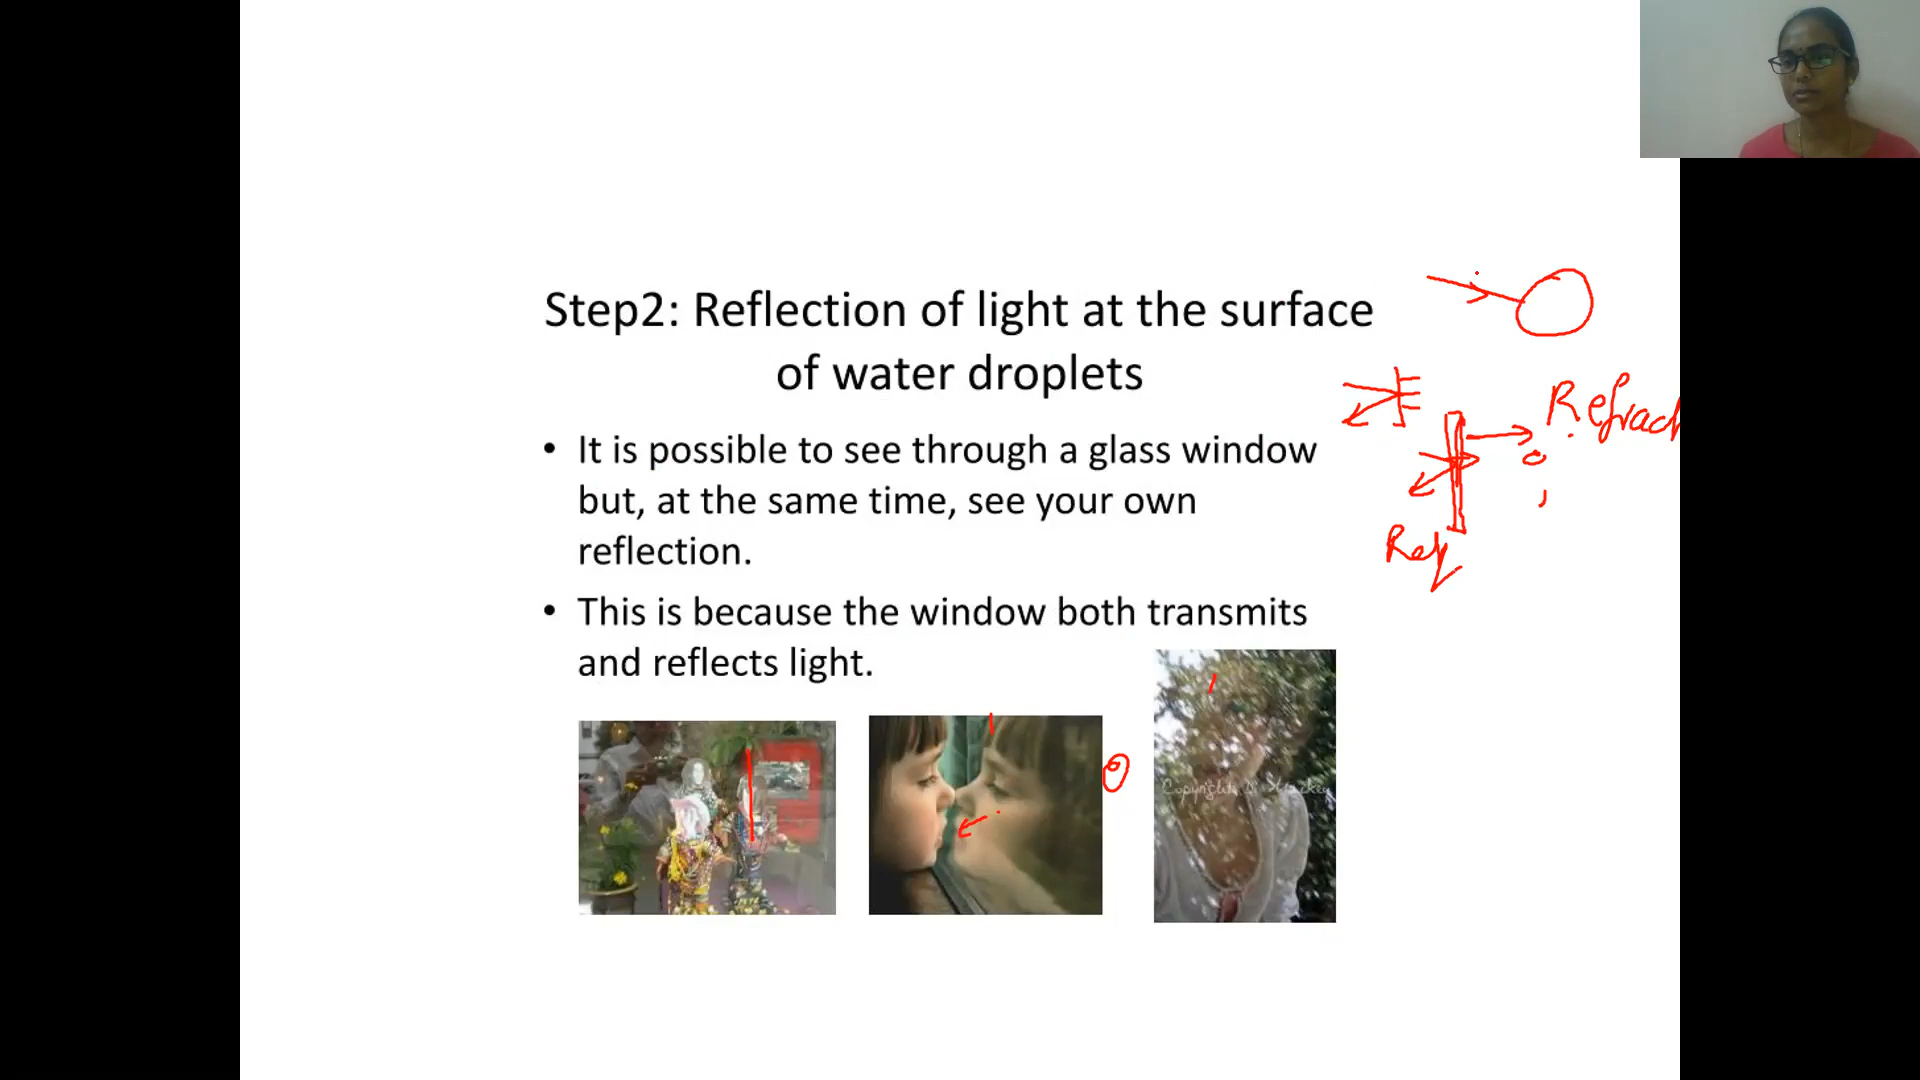 Step2: Reflection of light at the surface
of water droplets
• It is possible to see through a glass window
but, at the same time, see your own
reflection.
• This is because the window both transmits
and reflects light.
Refract
Ref